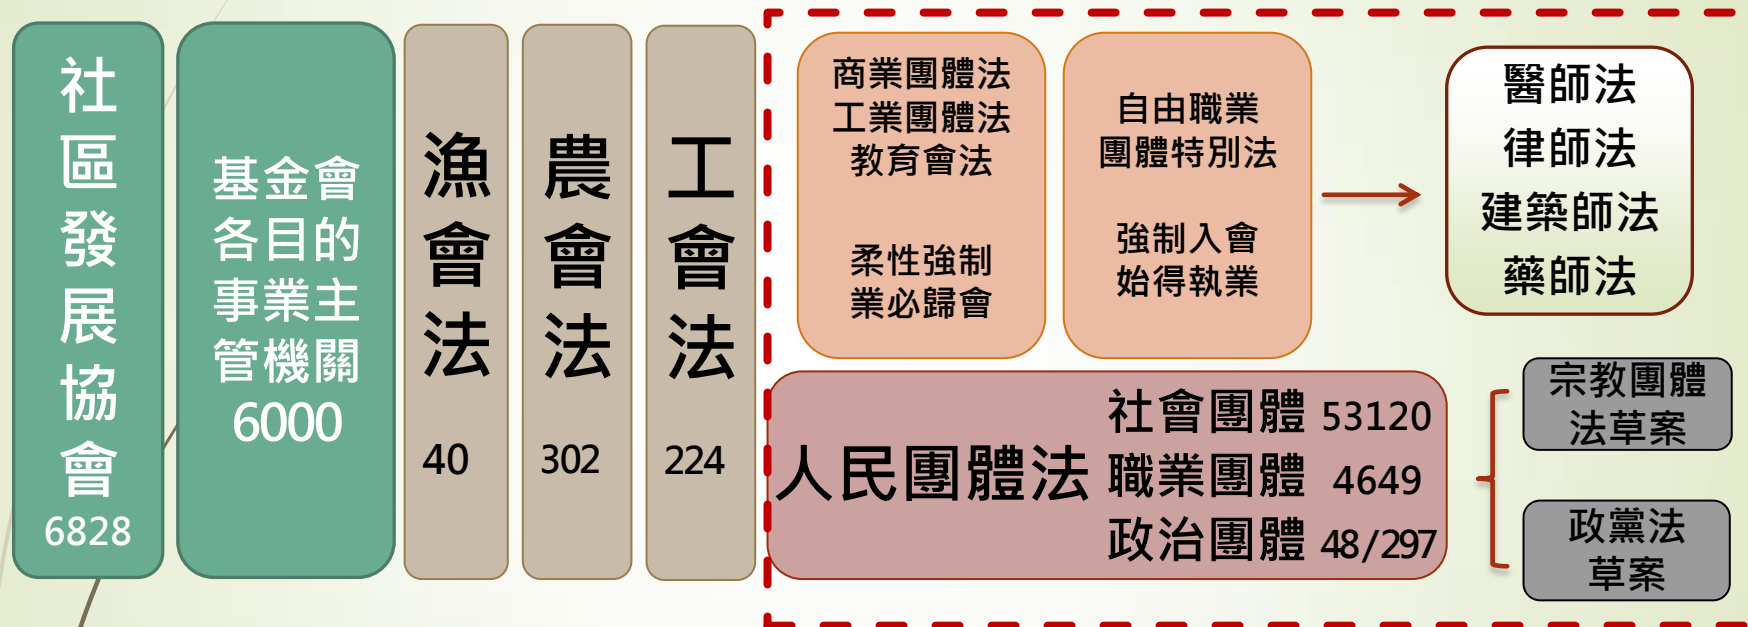 社區發展協會
6828
基金會
各目的
事業主
管機關
6000
漁會法
40
農會法
302
工會法
224
商業團體法
工業團體法
教育會法
柔性強制
業必歸會
自由職業
團體特別法
強制入會
始得執業
醫師法
律師法
建築師法
藥師法
人民團體法
社會團體 53120
職業團體 4649
政治團體 48/297
宗教團體
法草案
政黨法
草案